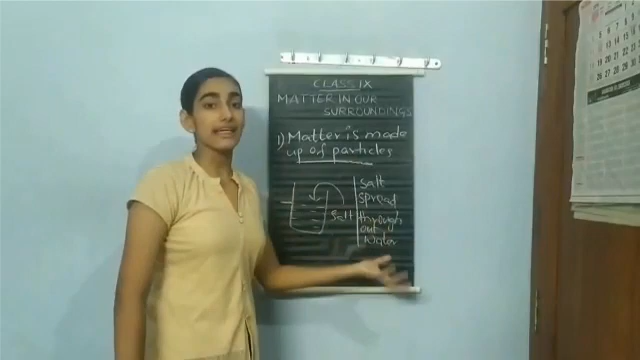 CLASS IX
MATTER IN OUR
SURROUNDINGS
1) Matter is made
up of particles
salt
salt
spread
through
out
water